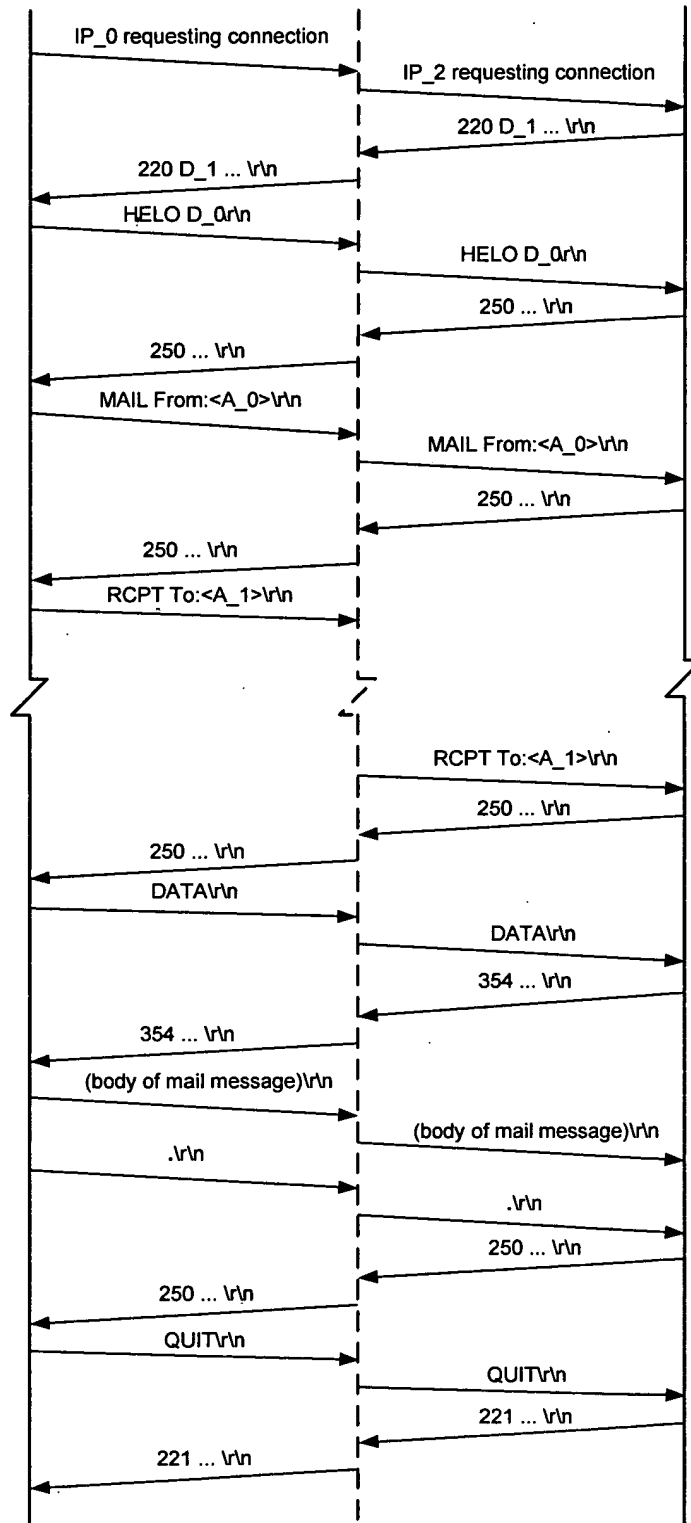 IP_0 requesting connection
IP_2 requesting connection
220 D_1 ... \r\n
220 D_1 ... \r\n
HELO D_0r\n
HELO D_0r\n
250 ... \r\n
250 ... \r\n
MAIL From:<A_0>\r\n
MAIL From:<A_0>\r\n
250 ... \r\n
250 ... \r\n
RCPT To:<A_1>\r\n
RCPT To:<A_1>\r\n
250 ... \r\n
250 ... \r\n
DATA\r\n
DATA\r\n
354 ... \r\n
354 ... \r\n
(body of mail message)\r\n
(body of mail message)\r\n
.\r\n
.\r\n
250 ... \r\n
250 ... \r\n
QUIT\r\n
QUIT\r\n
221 ... \r\n
221 ... \r\n